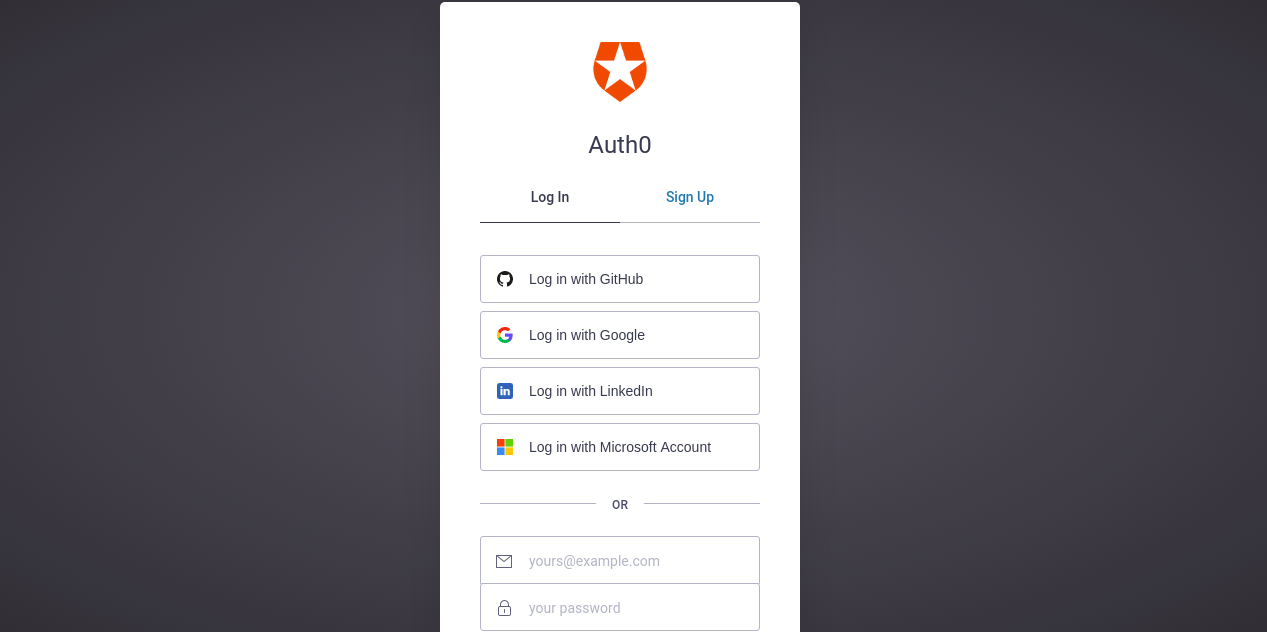 Auth0
Log In Sign Up
Log in with GitHub
Log in with Google
in Log in with LinkedIn
Log in with Microsoft Account
OR
yours@example.com
your password